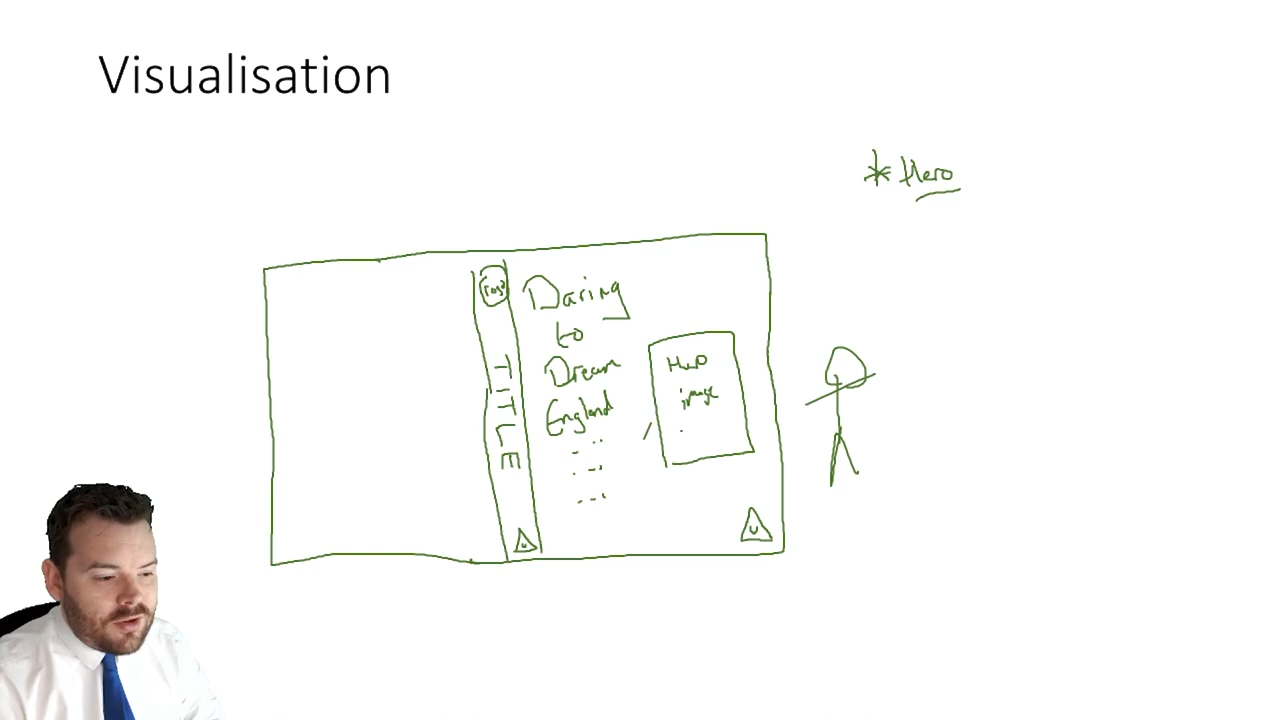 Visualisation
* Hero
Daring
to
Dream
England
TITLE
Hero
image
U
U